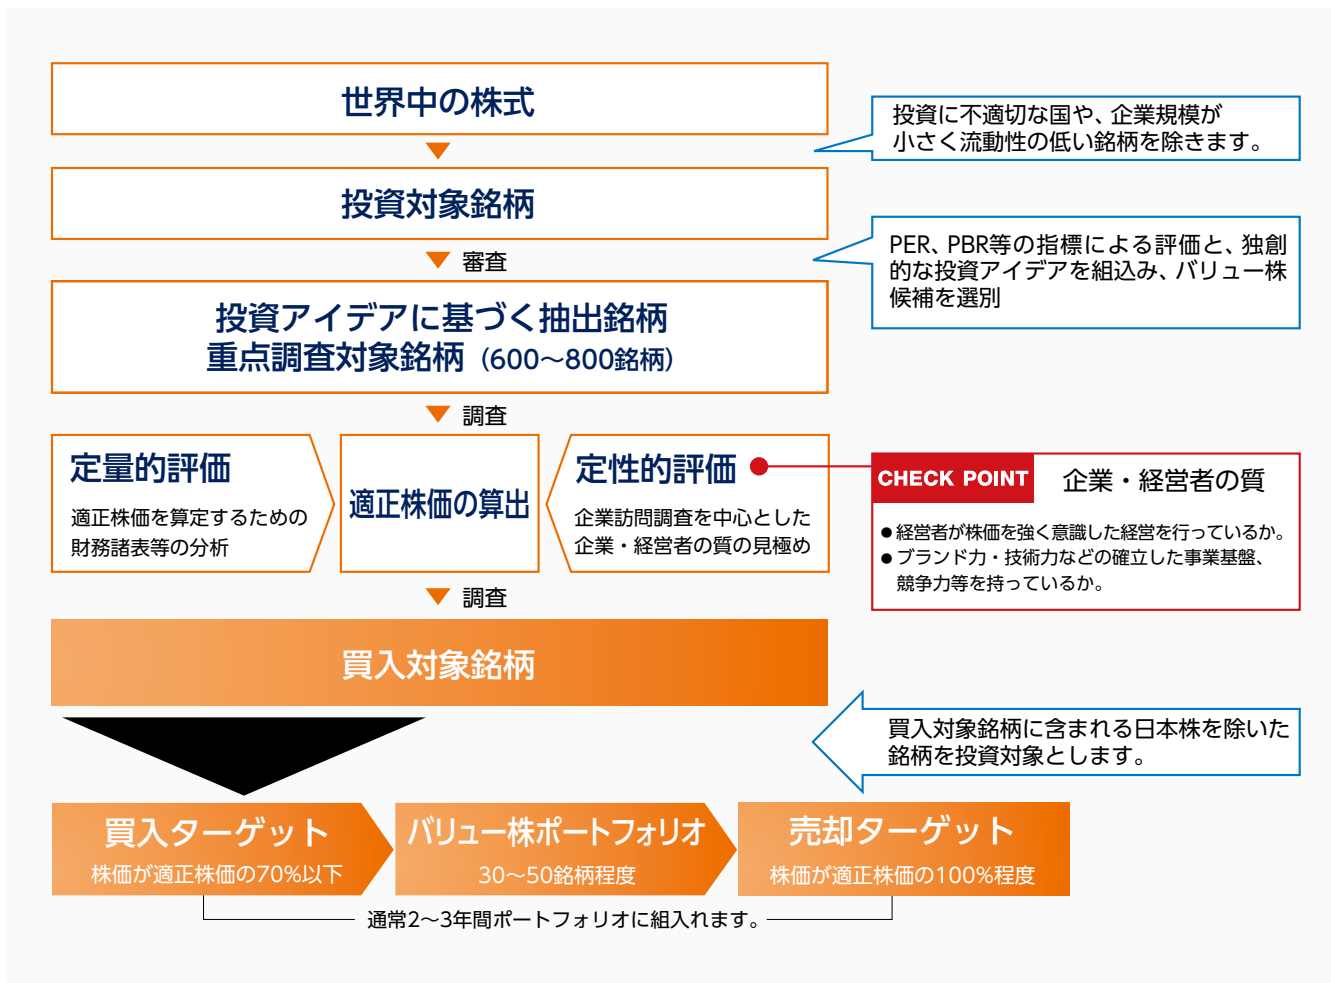 世界中の株式
投資に不適切な国や、企業規模が
小さく流動性の低い銘柄を除きます。
投資対象銘柄
審査
PER、PBR等の指標による評価と、独創
的な投資アイデアを組込み、バリュー株
候補を選別
投資アイデアに基づく抽出銘柄
重点調査対象銘柄（600～800銘柄）
調査
定量的評価
適正株価を算定するための
財務諸表等の分析
適正株価の算出
定性的評価
企業訪問調査を中心とした
企業・経営者の質の見極め
CHECK POINT 企業・経営者の質
●経営者が株価を強く意識した経営を行っているか。
●ブランド力・技術力などの確立した事業基盤、
競争力等を持っているか。
調査
買入対象銘柄
買入対象銘柄に含まれる日本株を除いた
銘柄を投資対象とします。
買入ターゲット
株価が適正株価の70%以下
バリュー株ポートフォリオ
30～50銘柄程度
売却ターゲット
株価が適正株価の100%程度
通常2～3年間ポートフォリオに組入れます。